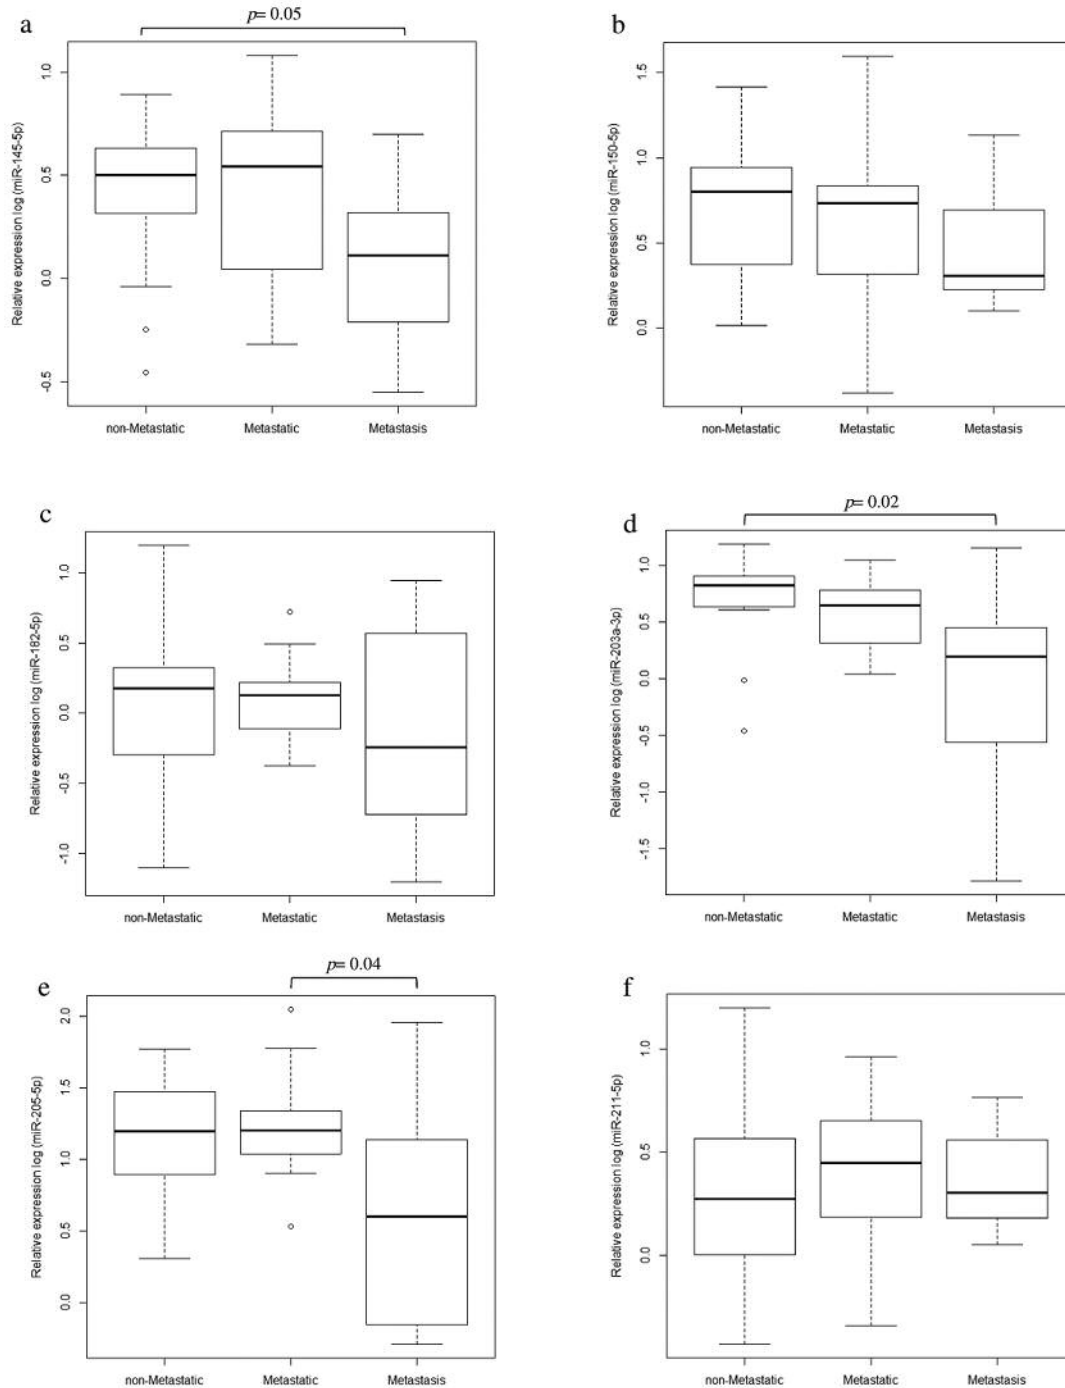 a
p= 0.05
Relative expression log (miR-145-5p)
1.0
0.5
0.0
-0.5
non-Metastatic Metastatic Metastasis
b
Relative expression log (miR-150-5p)
1.5
1.0
0.5
0.0
non-Metastatic Metastatic Metastasis
c
Relative expression log (miR-182-5p)
1.0
0.5
0.0
-0.5
-1.0
non-Metastatic Metastatic Metastasis
d
p= 0.02
Relative expression log (miR-203a-3p)
1.0
0.5
0.0
-0.5
-1.0
-1.5
non-Metastatic Metastatic Metastasis
e
p= 0.04
Relative expression log (miR-205-5p)
2.0
1.5
1.0
0.5
0.0
non-Metastatic Metastatic Metastasis
f
Relative expression log (miR-211-5p)
1.0
0.5
0.0
non-Metastatic Metastatic Metastasis